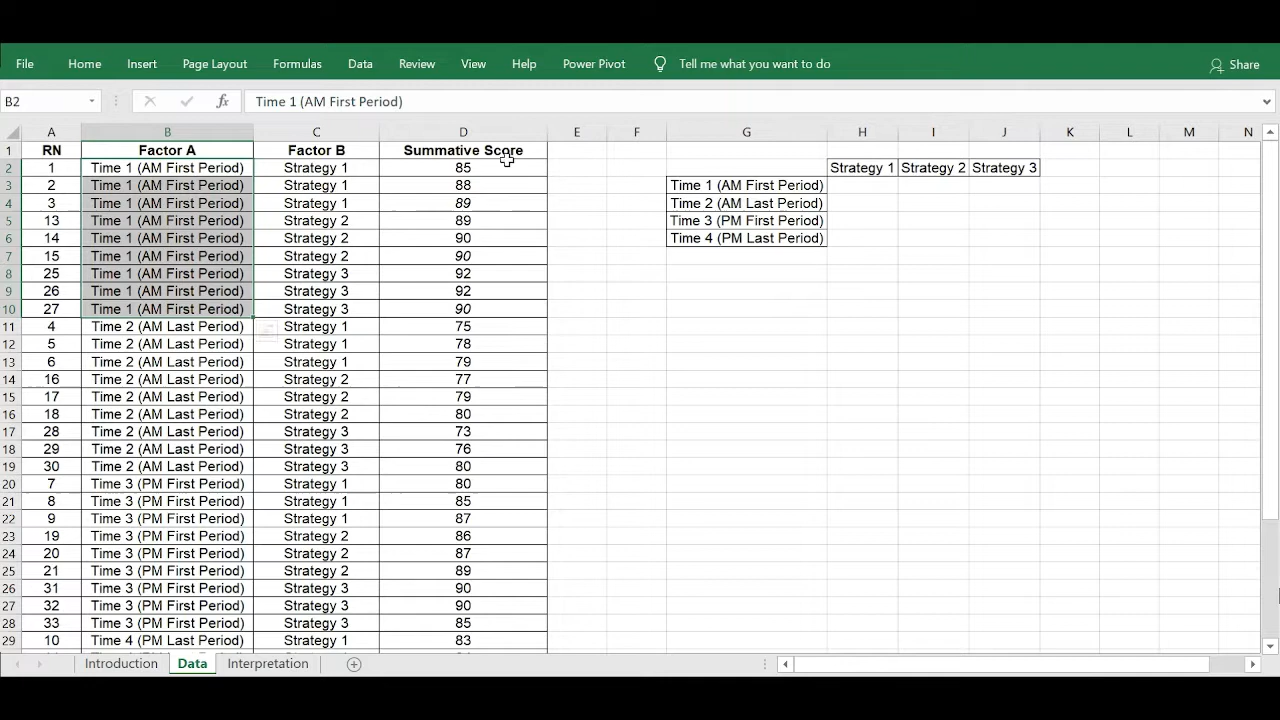 File Home Insert Page Layout Formulas Data Review View Help Power Pivot Tell me what you want to do Share
B2 fx Time 1 (AM First Period)
A B C D E F G H I J K L M N
1 RN Factor A Factor B Summative Score
2 1 Time 1 (AM First Period) Strategy 1 85 Strategy 1 Strategy 2 Strategy 3
3 2 Time 1 (AM First Period) Strategy 1 88 Time 1 (AM First Period)
4 3 Time 1 (AM First Period) Strategy 1 89 Time 2 (AM Last Period)
5 13 Time 1 (AM First Period) Strategy 2 89 Time 3 (PM First Period)
6 14 Time 1 (AM First Period) Strategy 2 90 Time 4 (PM Last Period)
7 15 Time 1 (AM First Period) Strategy 2 90
8 25 Time 1 (AM First Period) Strategy 3 92
9 26 Time 1 (AM First Period) Strategy 3 92
10 27 Time 1 (AM First Period) Strategy 3 90
11 4 Time 2 (AM Last Period) Strategy 1 75
12 5 Time 2 (AM Last Period) Strategy 1 78
13 6 Time 2 (AM Last Period) Strategy 1 79
14 16 Time 2 (AM Last Period) Strategy 2 77
15 17 Time 2 (AM Last Period) Strategy 2 79
16 18 Time 2 (AM Last Period) Strategy 2 80
17 28 Time 2 (AM Last Period) Strategy 3 73
18 29 Time 2 (AM Last Period) Strategy 3 76
19 30 Time 2 (AM Last Period) Strategy 3 80
20 7 Time 3 (PM First Period) Strategy 1 80
21 8 Time 3 (PM First Period) Strategy 1 85
22 9 Time 3 (PM First Period) Strategy 1 87
23 19 Time 3 (PM First Period) Strategy 2 86
24 20 Time 3 (PM First Period) Strategy 2 87
25 21 Time 3 (PM First Period) Strategy 2 89
26 31 Time 3 (PM First Period) Strategy 3 90
27 32 Time 3 (PM First Period) Strategy 3 90
28 33 Time 3 (PM First Period) Strategy 3 85
29 10 Time 4 (PM Last Period) Strategy 1 83
Introduction Data Interpretation